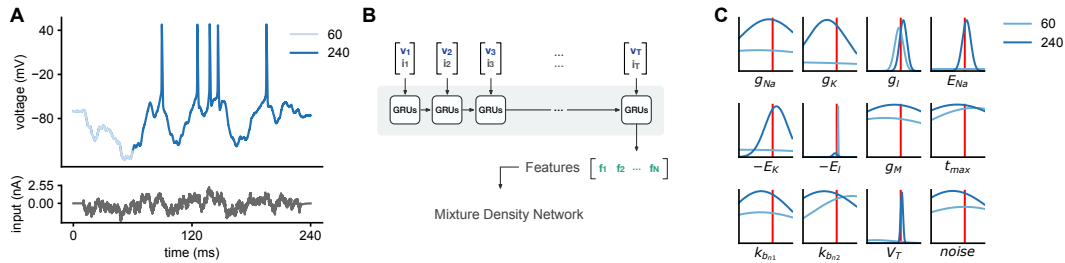 A
60
240
voltage (mV)
40
−20
−80
input (nA)
2.55
0.00
0
120
240
time (ms)
B
v1 v2 v3 ... vT
i1 i2 i3 ... iT
GRUs GRUs GRUs ... GRUs
Features [ f1 f2 ... fN ]
Mixture Density Network
C
60
240
gNa gK gl ENa
−EK −El gM tmax
kbn1 kbn2 VT noise